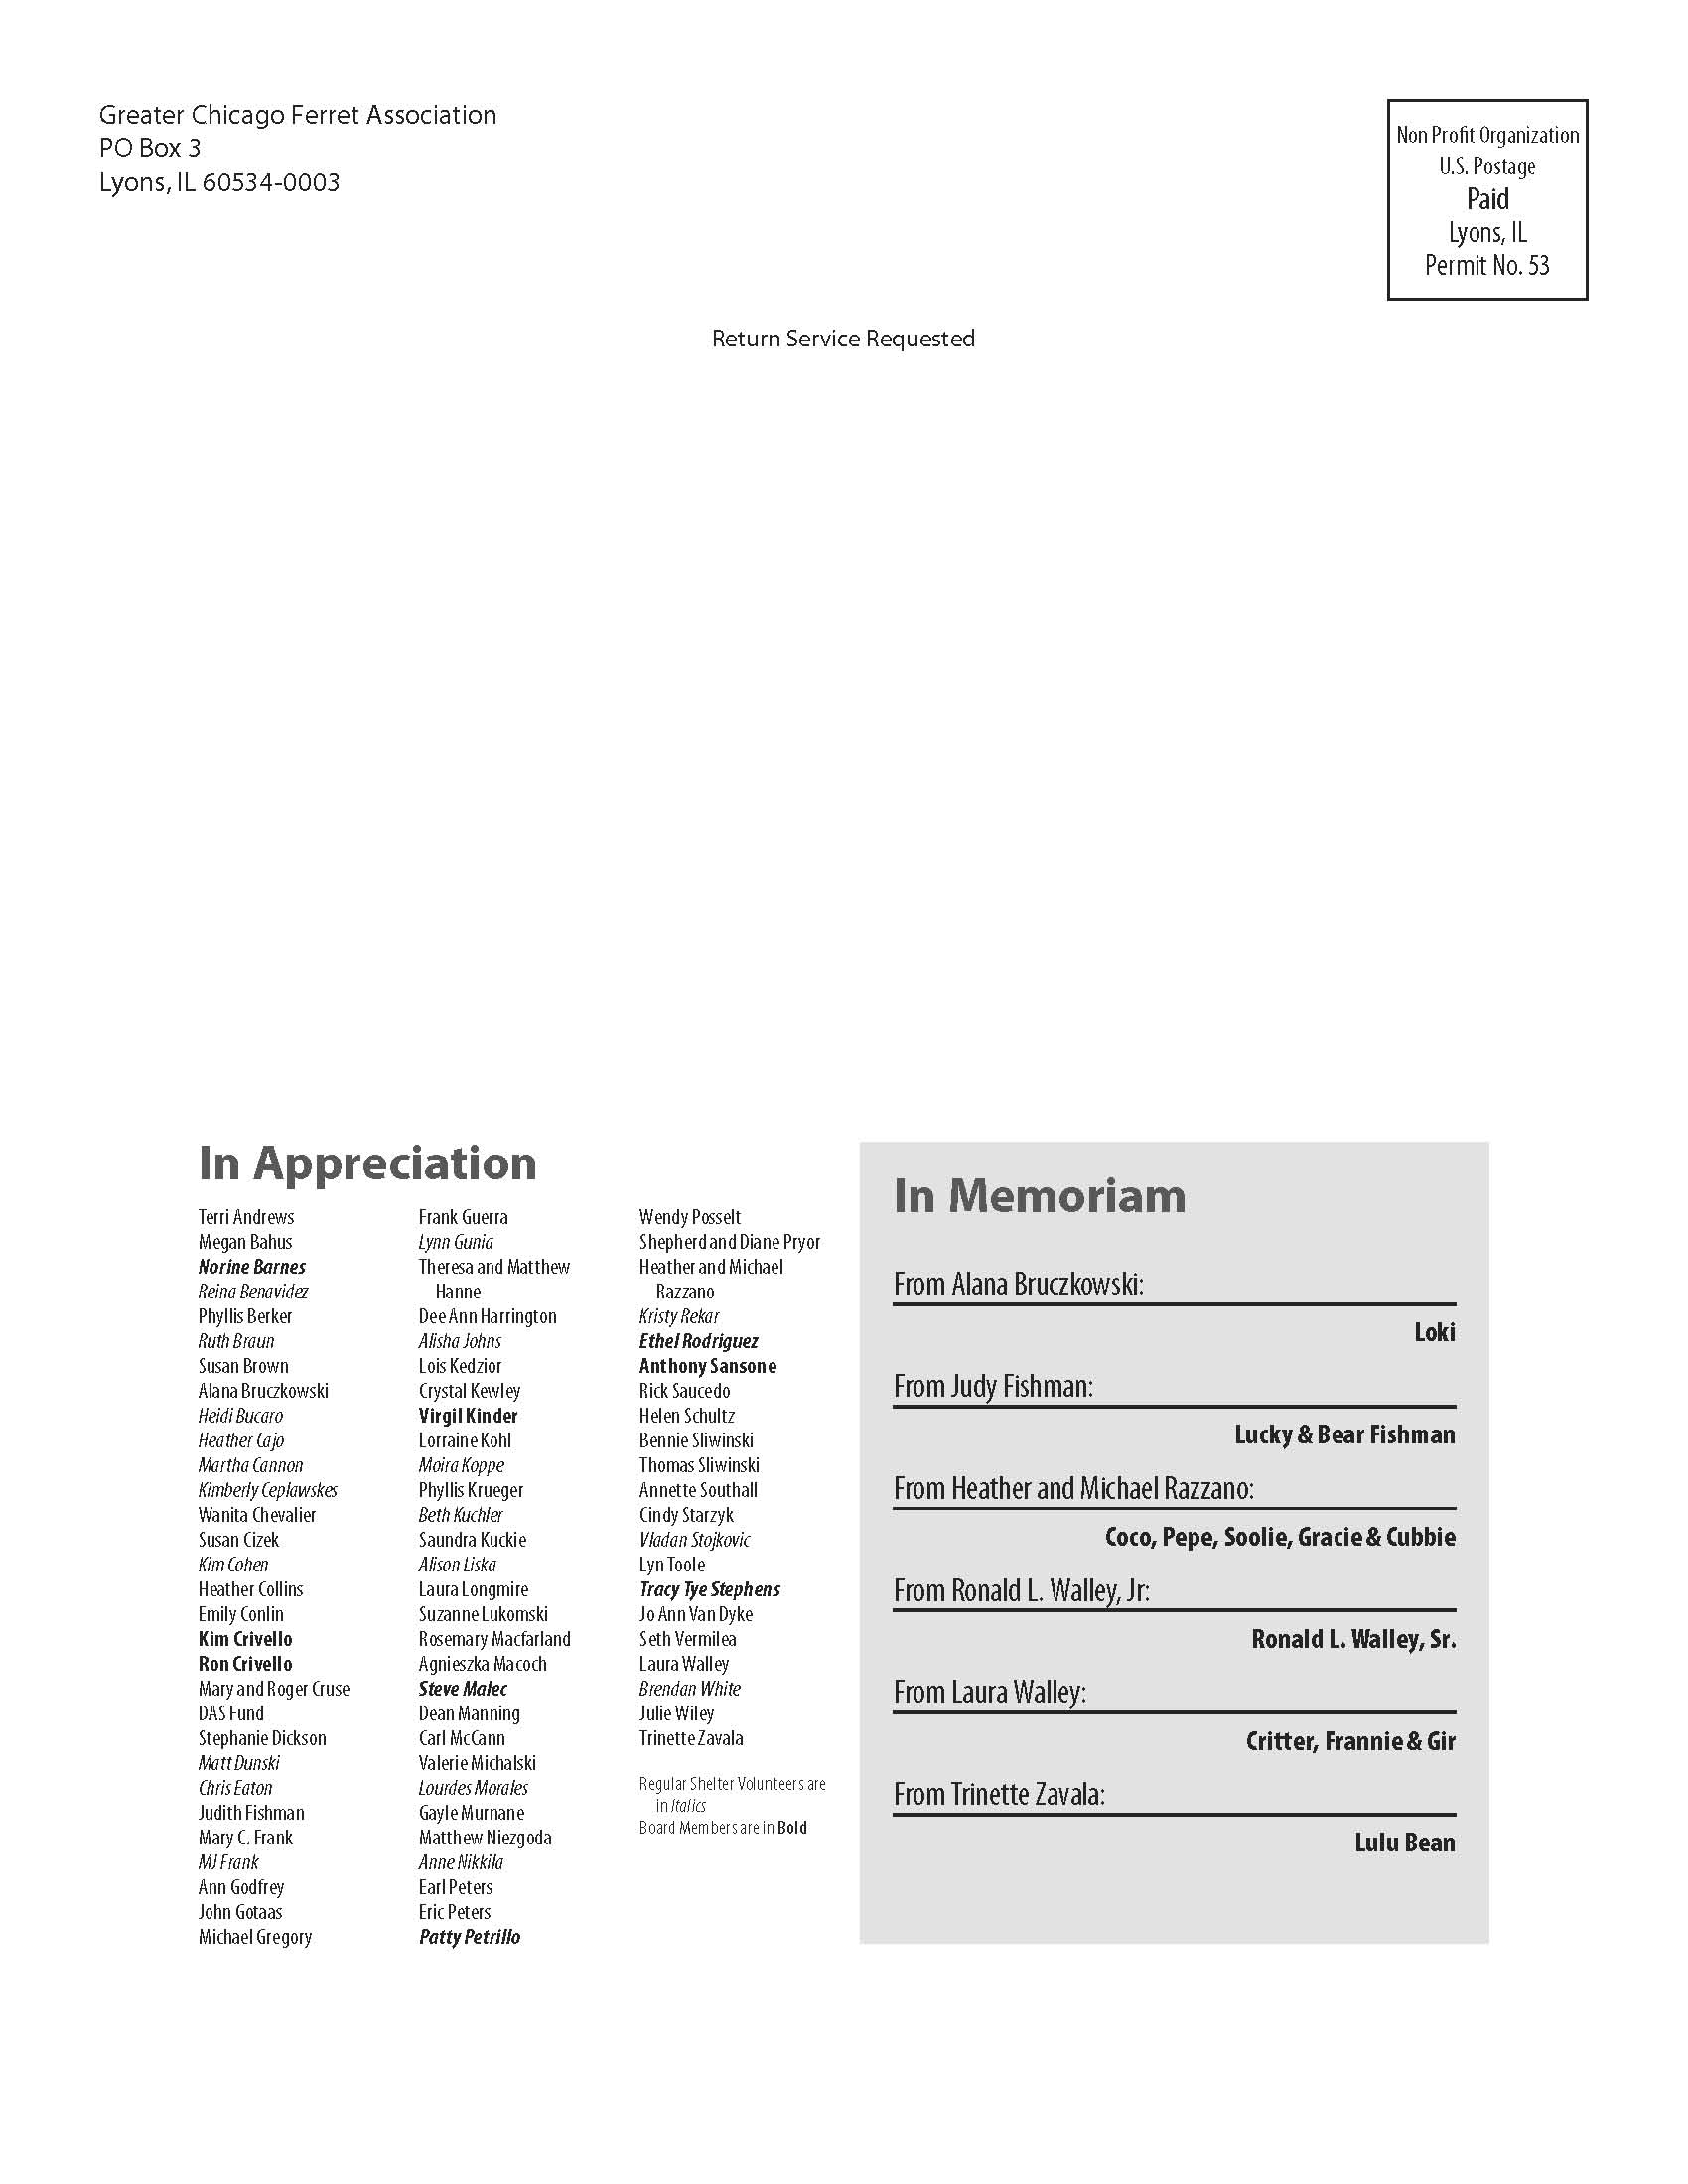 Greater Chicago Ferret Association
PO Box 3
Lyons, IL 60534-0003
Non Profit Organization
U.S. Postage
Paid
Lyons, IL
Permit No. 53
Return Service Requested
In Appreciation
Terri Andrews
Megan Bahus
Norine Barnes
Reina Benavidez
Phyllis Berker
Ruth Braun
Susan Brown
Alana Bruczkowski
Heidi Bucaro
Heather Cajo
Martha Cannon
Kimberly Ceplawskes
Wanita Chevalier
Susan Cizek
Kim Cohen
Heather Collins
Emily Conlin
Kim Crivello
Ron Crivello
Mary and Roger Cruse
DAS Fund
Stephanie Dickson
Matt Dunski
Chris Eaton
Judith Fishman
Mary C. Frank
MJ Frank
Ann Godfrey
John Gotaas
Michael Gregory
Frank Guerra
Lynn Gunia
Theresa and Matthew
Hanne
Dee Ann Harrington
Alisha Johns
Lois Kedzior
Crystal Kewley
Virgil Kinder
Lorraine Kohl
Moira Koppe
Phyllis Krueger
Beth Kuchler
Saundra Kuckie
Alison Liska
Laura Longmire
Suzanne Lukomski
Rosemary Macfarland
Agnieszka Macoch
Steve Malec
Dean Manning
Carl McCann
Valerie Michalski
Lourdes Morales
Gayle Murnane
Matthew Niezgoda
Anne Nikkila
Earl Peters
Eric Peters
Patty Petrillo
Wendy Posselt
Shepherd and Diane Pryor
Heather and Michael
Razzano
Kristy Rekar
Ethel Rodriguez
Anthony Sansone
Rick Saucedo
Helen Schultz
Bennie Sliwinski
Thomas Sliwinski
Annette Southall
Cindy Starzyk
Vladan Stojkovic
Lyn Toole
Tracy Tye Stephens
Jo Ann Van Dyke
Seth Vermilea
Laura Walley
Brendan White
Julie Wiley
Trinette Zavala
Regular Shelter Volunteers are
in Italics
Board Members are in Bold
In Memoriam
From Alana Bruczkowski:
Loki
From Judy Fishman:
Lucky & Bear Fishman
From Heather and Michael Razzano:
Coco, Pepe, Soolie, Gracie & Cubbie
From Ronald L. Walley, Jr:
Ronald L. Walley, Sr.
From Laura Walley:
Critter, Frannie & Gir
From Trinette Zavala:
Lulu Bean